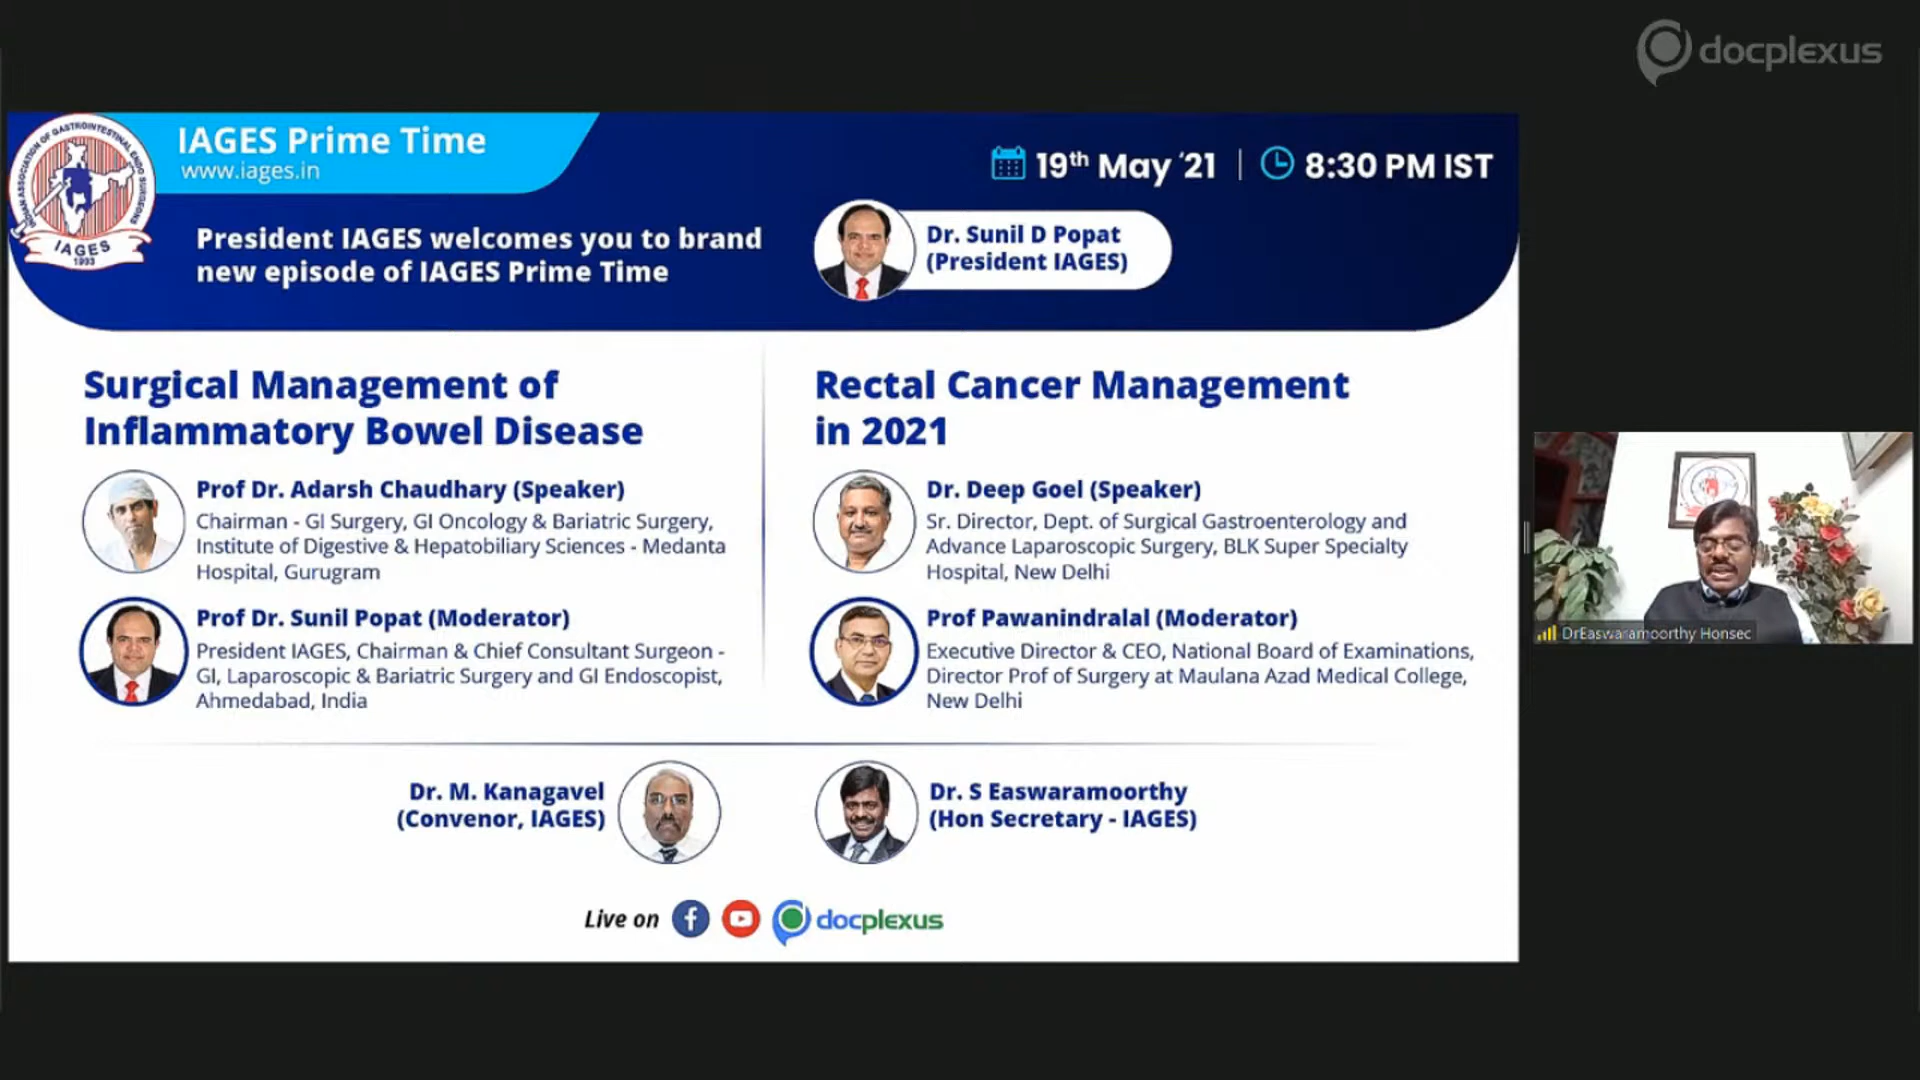 docplexus
INDIAN ASSOCIATION OF GASTROINTESTINAL ENDO SURGEONS
IAGES
1993
IAGES Prime Time
www.iages.in
19th May ‘21 | 8:30 PM IST
President IAGES welcomes you to brand
new episode of IAGES Prime Time
Dr. Sunil D Popat
(President IAGES)
Surgical Management of
Inflammatory Bowel Disease
Prof Dr. Adarsh Chaudhary (Speaker)
Chairman - GI Surgery, GI Oncology & Bariatric Surgery,
Institute of Digestive & Hepatobiliary Sciences - Medanta
Hospital, Gurugram
Prof Dr. Sunil Popat (Moderator)
President IAGES, Chairman & Chief Consultant Surgeon -
GI, Laparoscopic & Bariatric Surgery and GI Endoscopist,
Ahmedabad, India
Rectal Cancer Management
in 2021
Dr. Deep Goel (Speaker)
Sr. Director, Dept. of Surgical Gastroenterology and
Advance Laparoscopic Surgery, BLK Super Specialty
Hospital, New Delhi
Prof Pawanindralal (Moderator)
Executive Director & CEO, National Board of Examinations,
Director Prof of Surgery at Maulana Azad Medical College,
New Delhi
DrEaswaramoorthy Honsec
Dr. M. Kanagavel
(Convenor, IAGES)
Dr. S Easwaramoorthy
(Hon Secretary - IAGES)
Live on
docplexus